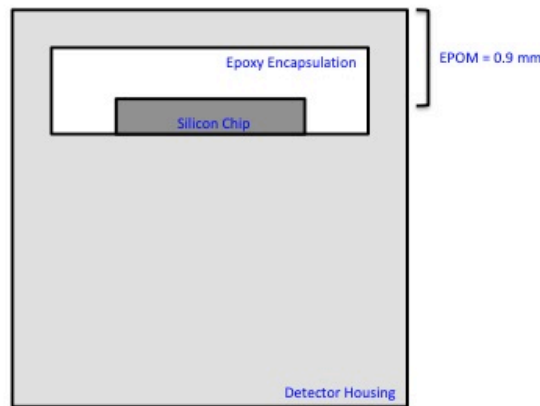 Epoxy Encapsulation
EPOM = 0.9 mm
Silicon Chip
Detector Housing